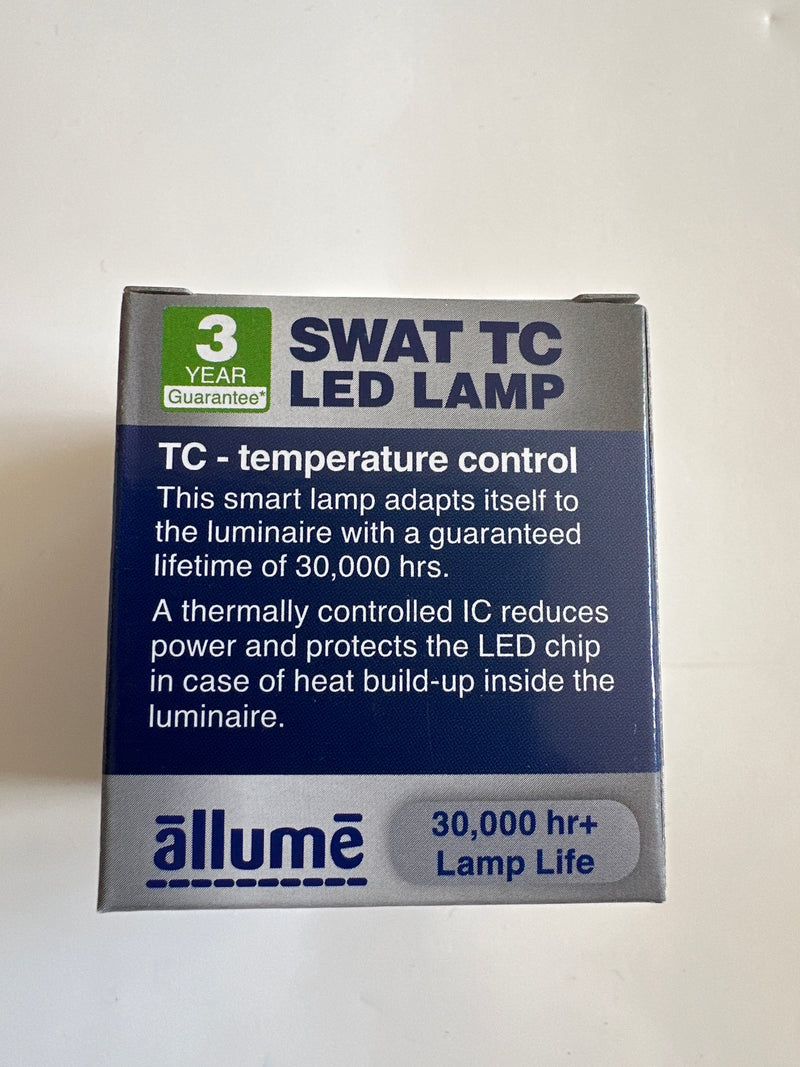 3
YEAR
Guarantee*
SWAT TC
LED LAMP
TC - temperature control
This smart lamp adapts itself to
the luminaire with a guaranteed
lifetime of 30,000 hrs.
A thermally controlled IC reduces
power and protects the LED chip
in case of heat build-up inside the
luminaire.
āllumē
30,000 hr+
Lamp Life